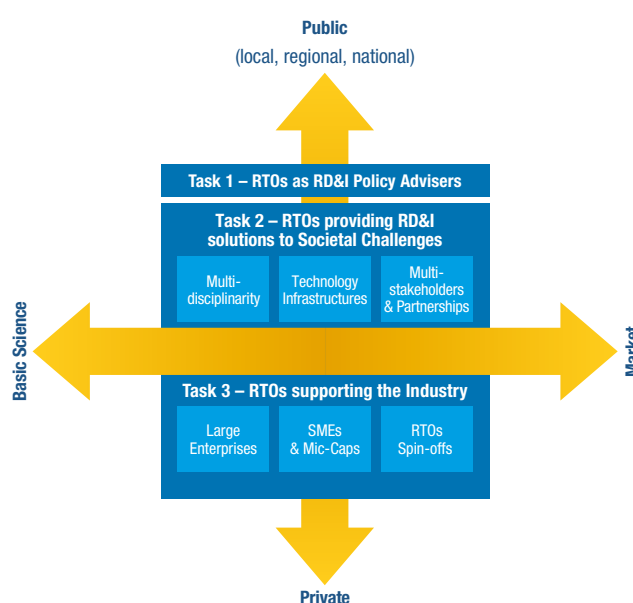 Public
(local, regional, national)
Task 1 – RTOs as RD&I Policy Advisers
Task 2 – RTOs providing RD&I
solutions to Societal Challenges
Multi-
disciplinarity
Technology
Infrastructures
Multi-
stakeholders
& Partnerships
Basic Science
Market
Task 3 – RTOs supporting the Industry
Large
Enterprises
SMEs
& Mic-Caps
RTOs
Spin-offs
Private